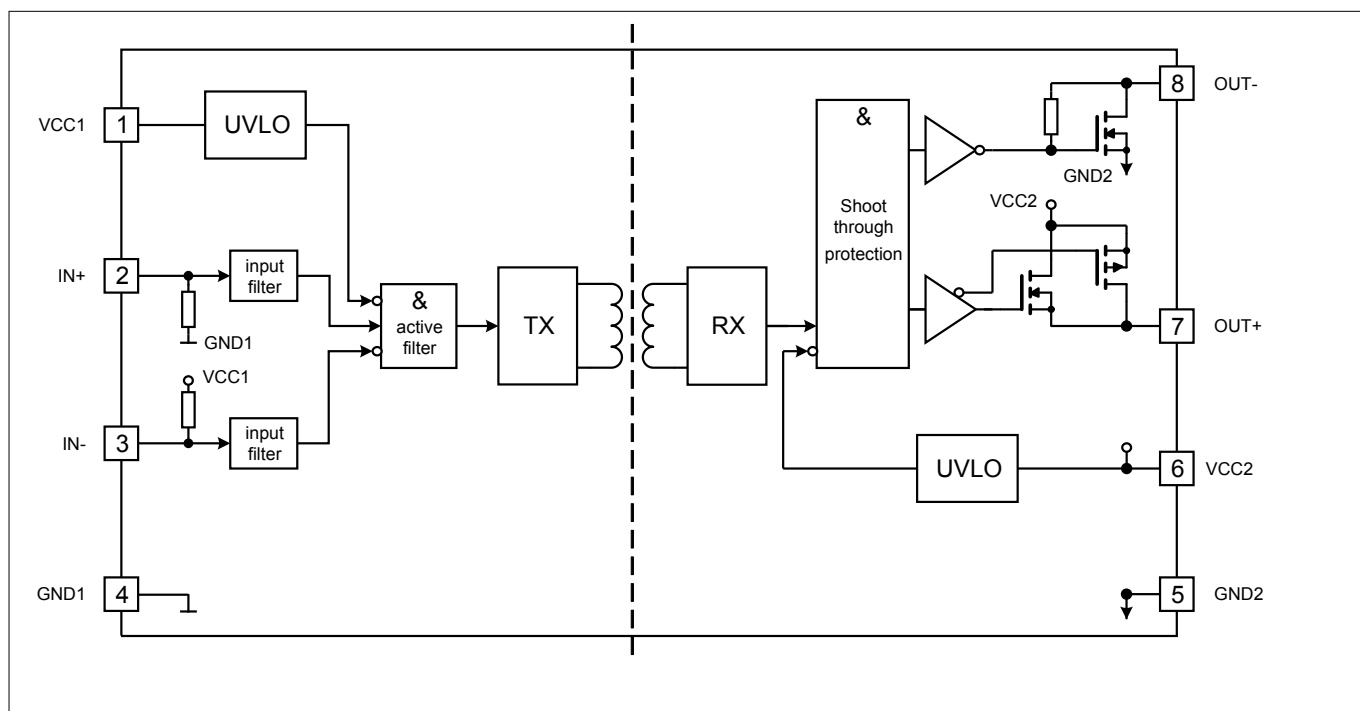 VCC1
1
UVLO
IN+
2
input
filter
GND1
VCC1
IN-
3
input
filter
GND1
4
&
active
filter
TX
RX
&
Shoot
through
protection
GND2
VCC2
8
OUT-
7
OUT+
UVLO
6
VCC2
5
GND2